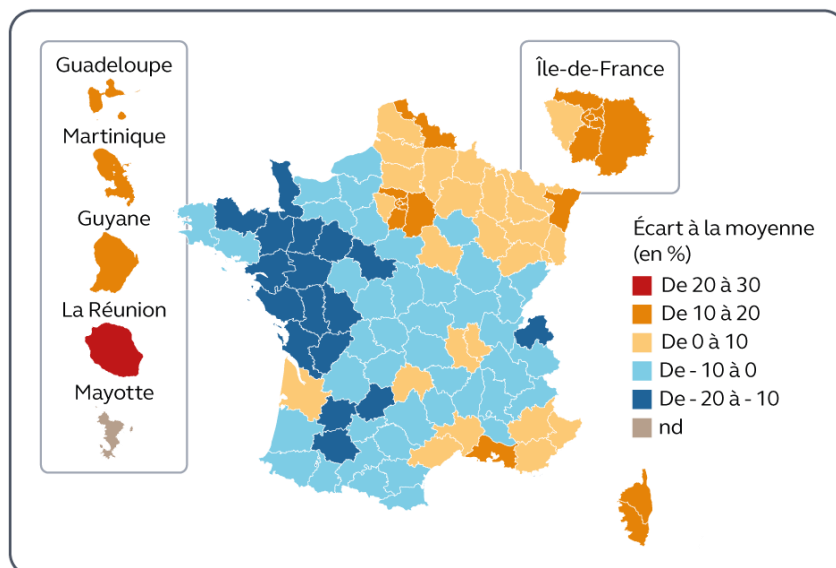 Guadeloupe
Martinique
Guyane
La Réunion
Mayotte
Île-de-France
Écart à la moyenne
(en %)
De 20 à 30
De 10 à 20
De 0 à 10
De - 10 à 0
De - 20 à - 10
nd